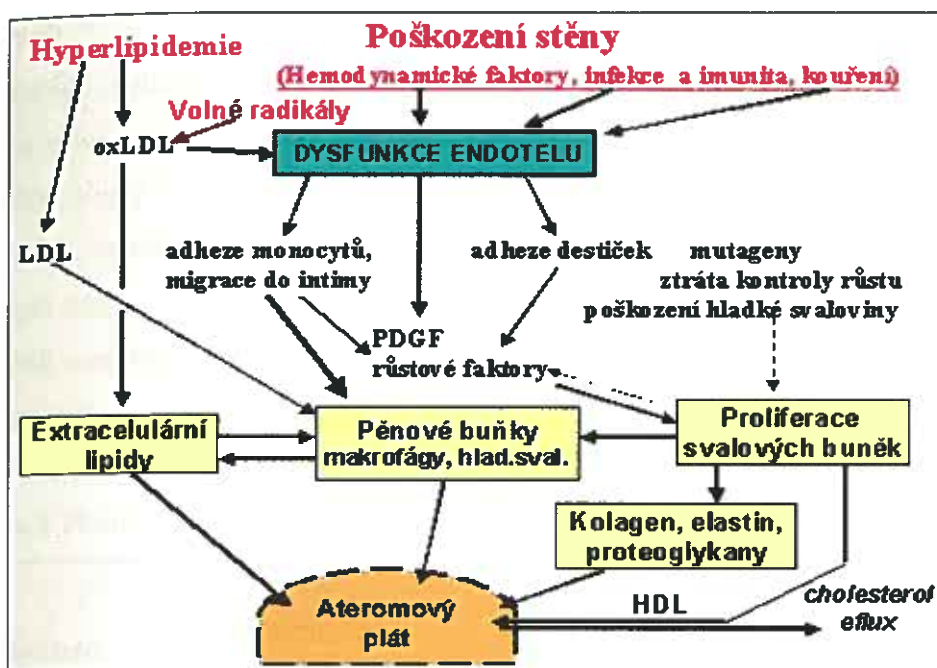 Hyperlipidemie
Poškození stěny
(Hemodynamické faktory, infekce a imunita, kouření)
Volné radikály
oxLDL
DYSFUNKCE ENDOTELU
LDL
adheze monocytů,
migrace do intimy
adheze destiček
mutageny
ztráta kontroly růstu
poškození hladké svaloviny
PDGF
růstové faktory
Extracelulární
lipidy
Pěnové buňky
makrofágy, hlad.sval.
Proliferace
svalových buněk
Kolagen, elastin,
proteoglykany
Ateromový
plát
HDL
cholesterol
eflux